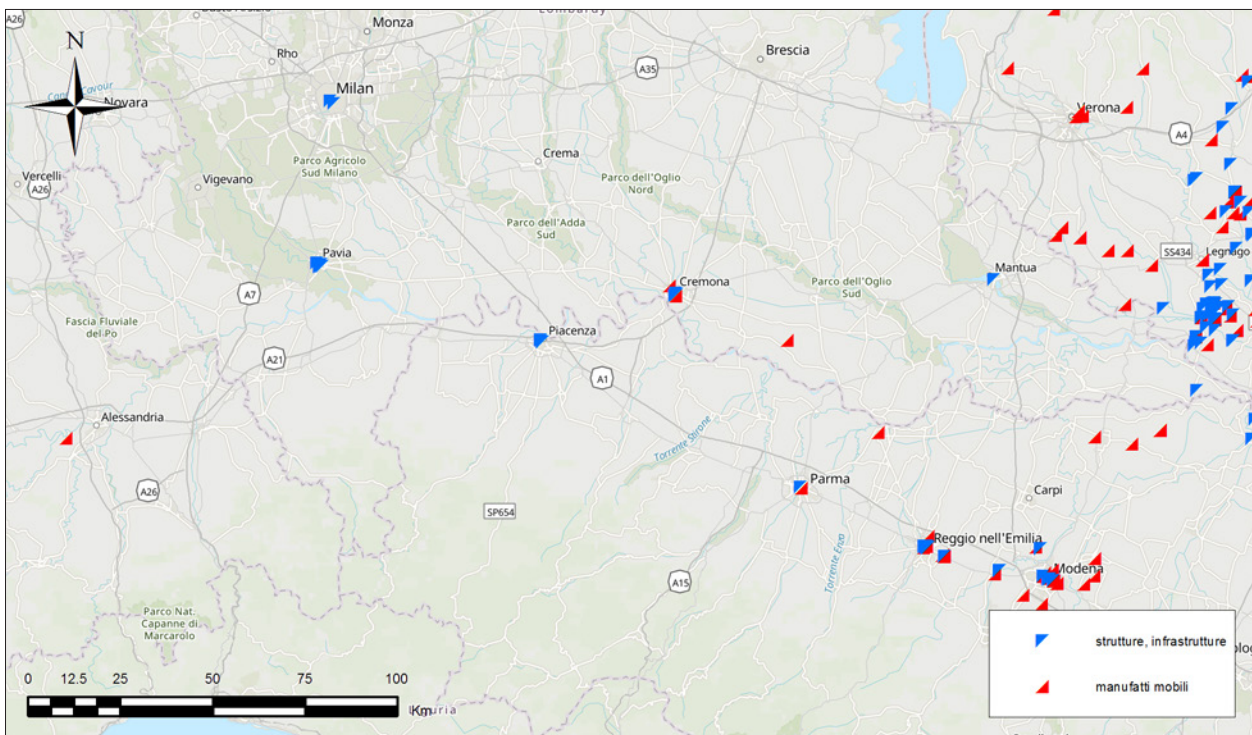 A26
Lombardy
N
Monza
Rho
Brescia
A35
Milan
Novara
Verona
A4
Crema
Parco Agricolo
Sud Milano
Vercelli
A26
Vigevano
Parco dell'Oglio
Nord
Parco dell'Adda
Sud
Pavia
SS434
Legnago
Mantua
Cremona
Parco dell'Oglio
Sud
A7
Fascia Fluviale
del Po
Piacenza
A21
A1
Alessandria
Torrente Stirone
Parma
Carpi
A26
SP654
Torrente Enza
Reggio nell'Emilia
Modena
A15
Parco Nat.
Capanne di
Marcarolo
strutture, infrastrutture
manufatti mobili
0 12.5 25 50 75 100
Km